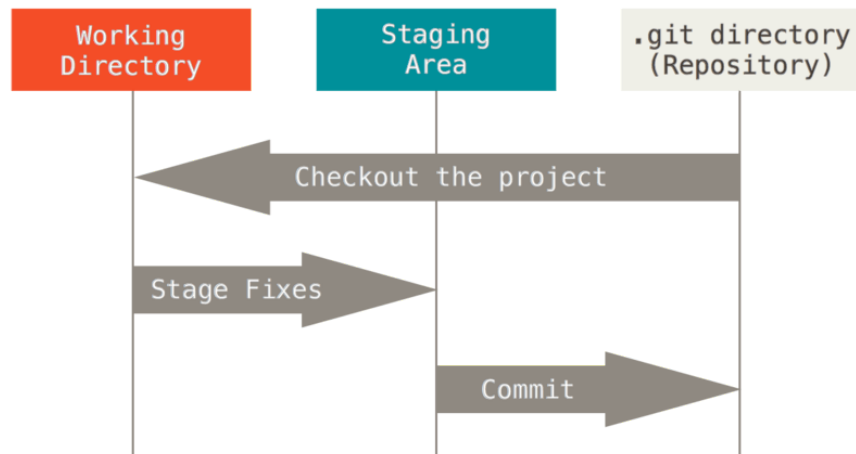 Working
Directory
Staging
Area
.git directory
(Repository)
Checkout the project
Stage Fixes
Commit